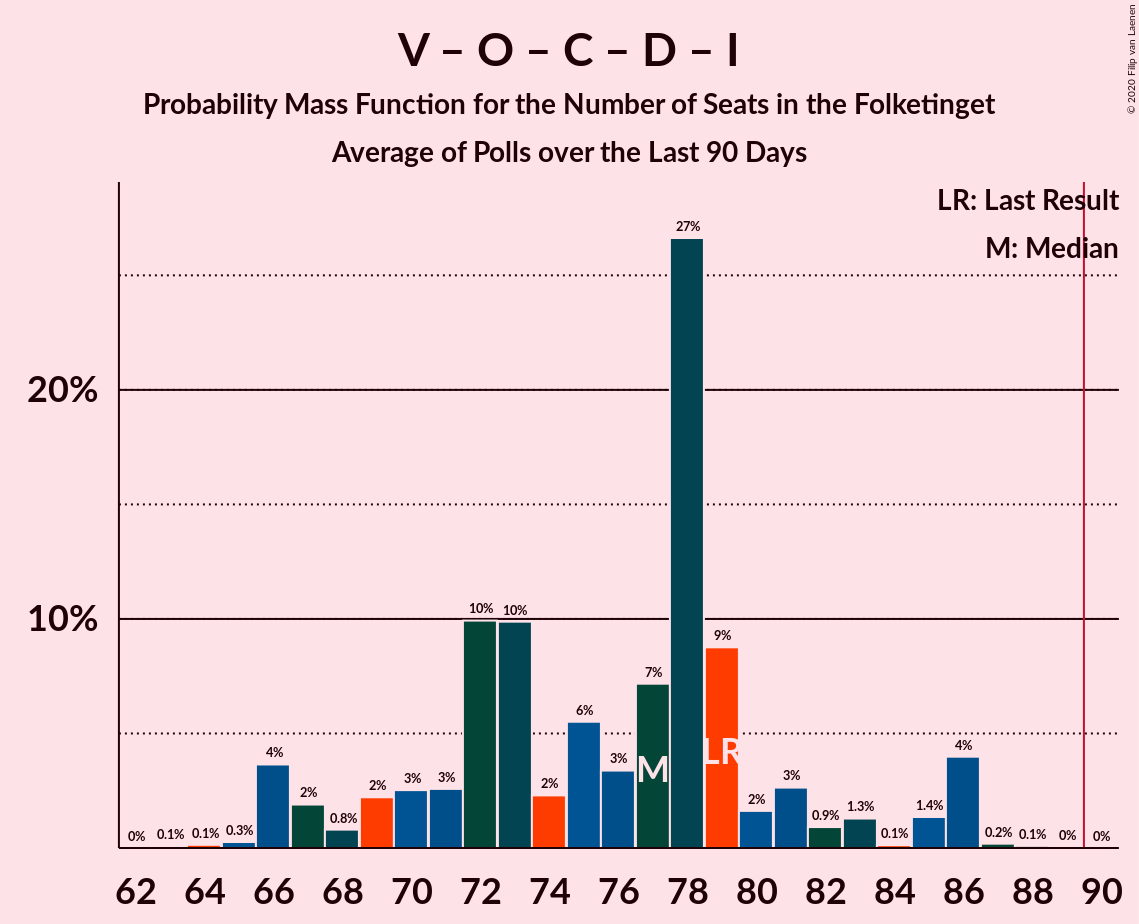 V – O – C – D – I
Probability Mass Function for the Number of Seats in the Folketinget
Average of Polls over the Last 90 Days
© 2020 Filip van Laenen
LR: Last Result
M: Median
27%
20%
10%
10% 10%
9%
7%
6%
4% 2% 0.8% 2% 3% 3% 2% 3% 2% 3% 0.9% 1.3% 1.4% 4%
0% 0.1% 0.1% 0.3% 0.1% 0.2% 0.1% 0% 0%
M LR
62 64 66 68 70 72 74 76 78 80 82 84 86 88 90